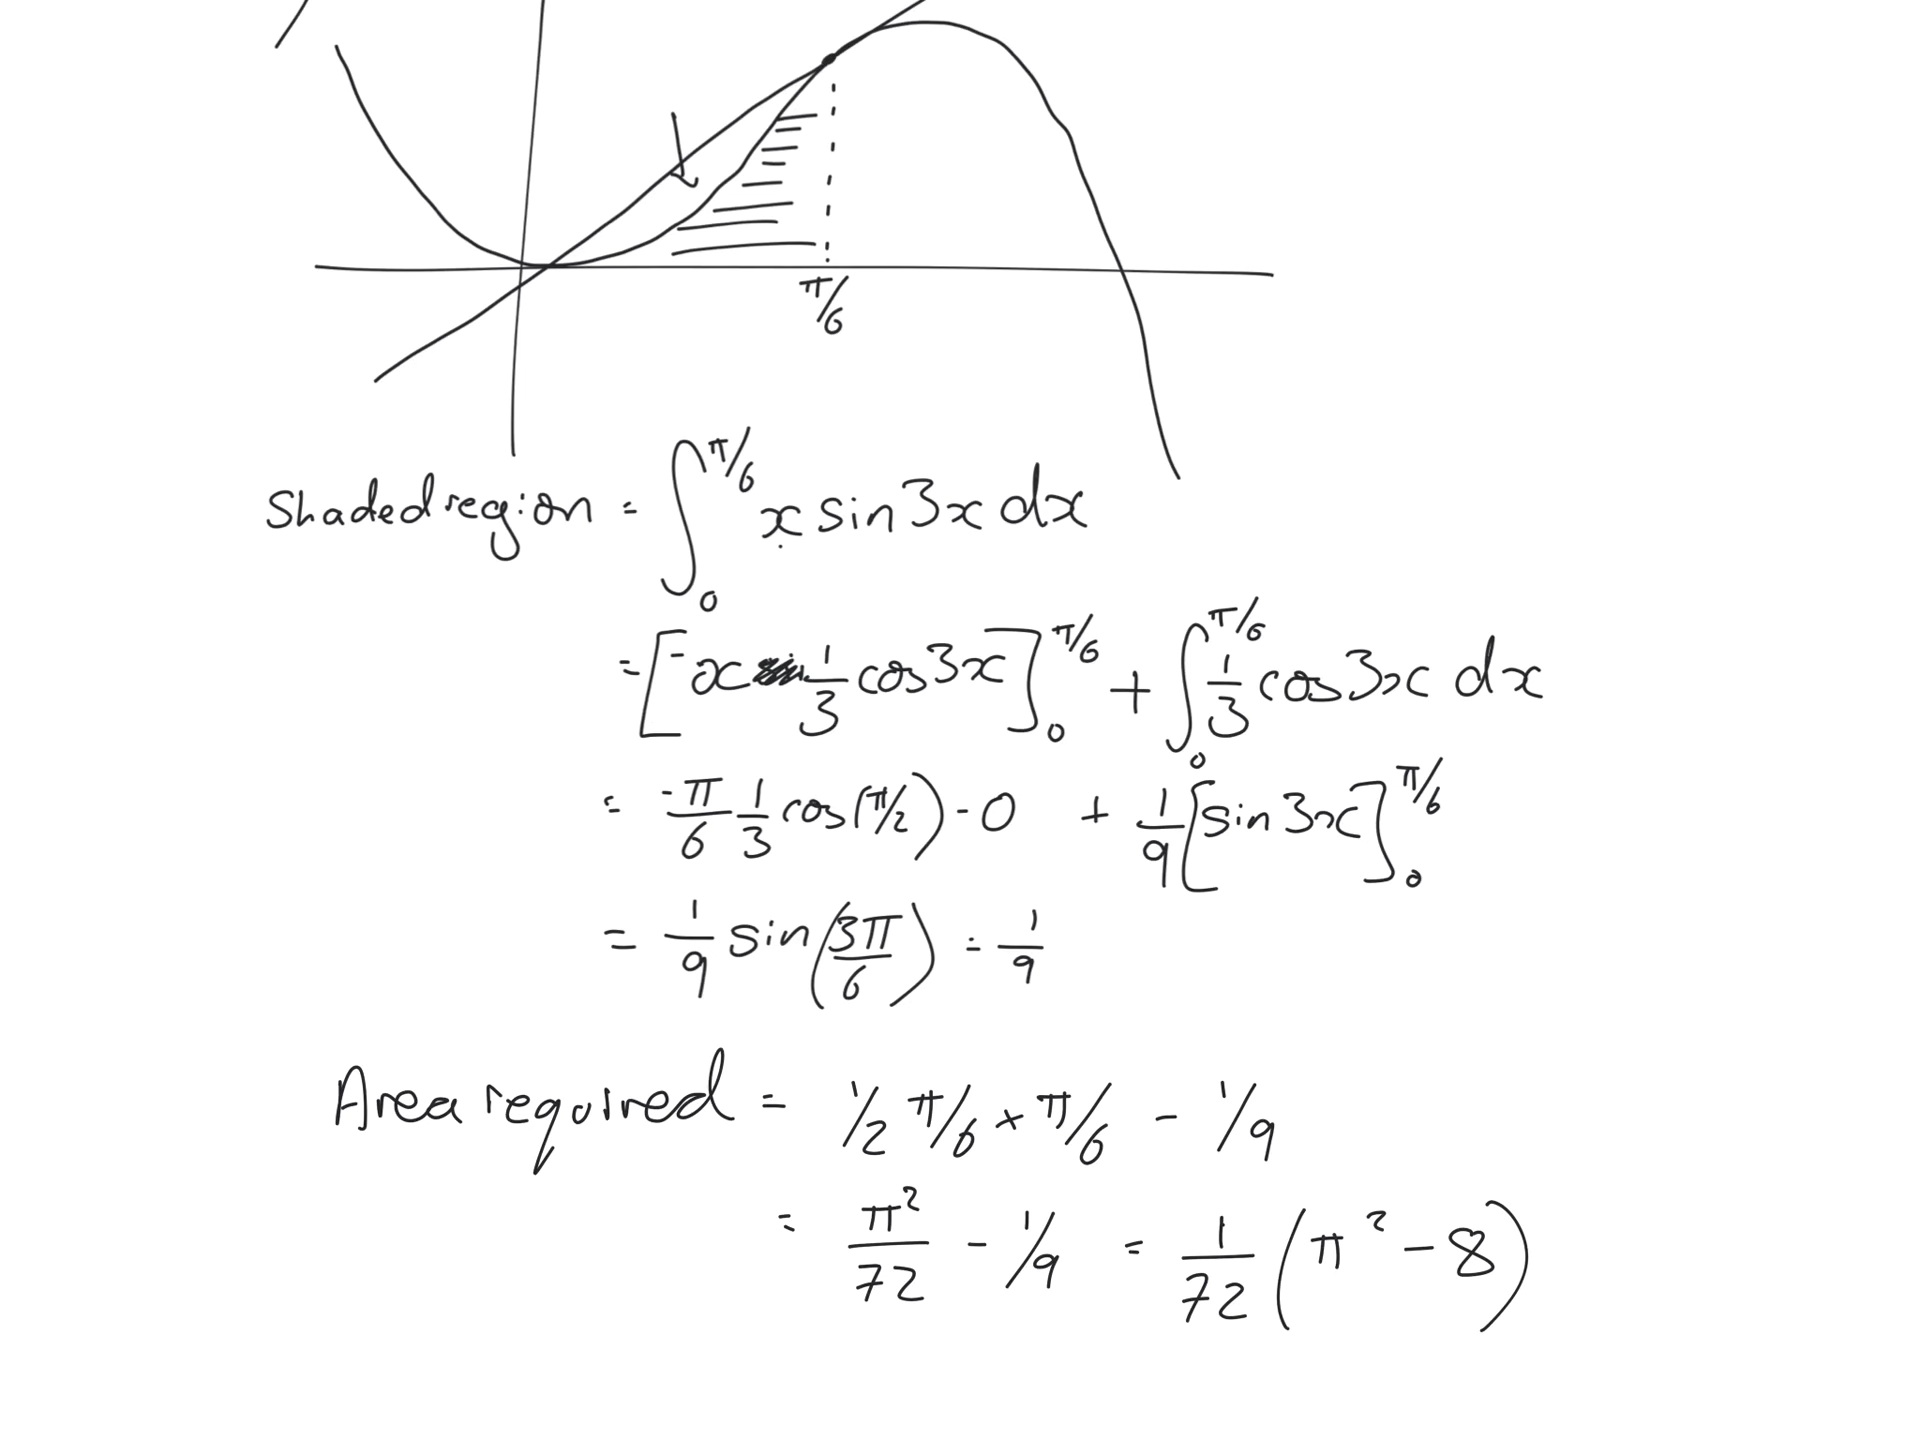 π/6
Shaded region = ∫₀^π/6 x sin 3x dx
= [-x 1/3 cos 3x]₀^π/6 + ∫₀^π/6 1/3 cos 3x dx
= -π/6 1/3 cos(π/2) - 0 + 1/9 [sin 3x]₀^π/6
= 1/9 sin(3π/6) = 1/9
Area required = 1/2 π/6 × π/6 - 1/9
= π²/72 - 1/9 = 1/72 (π² - 8)